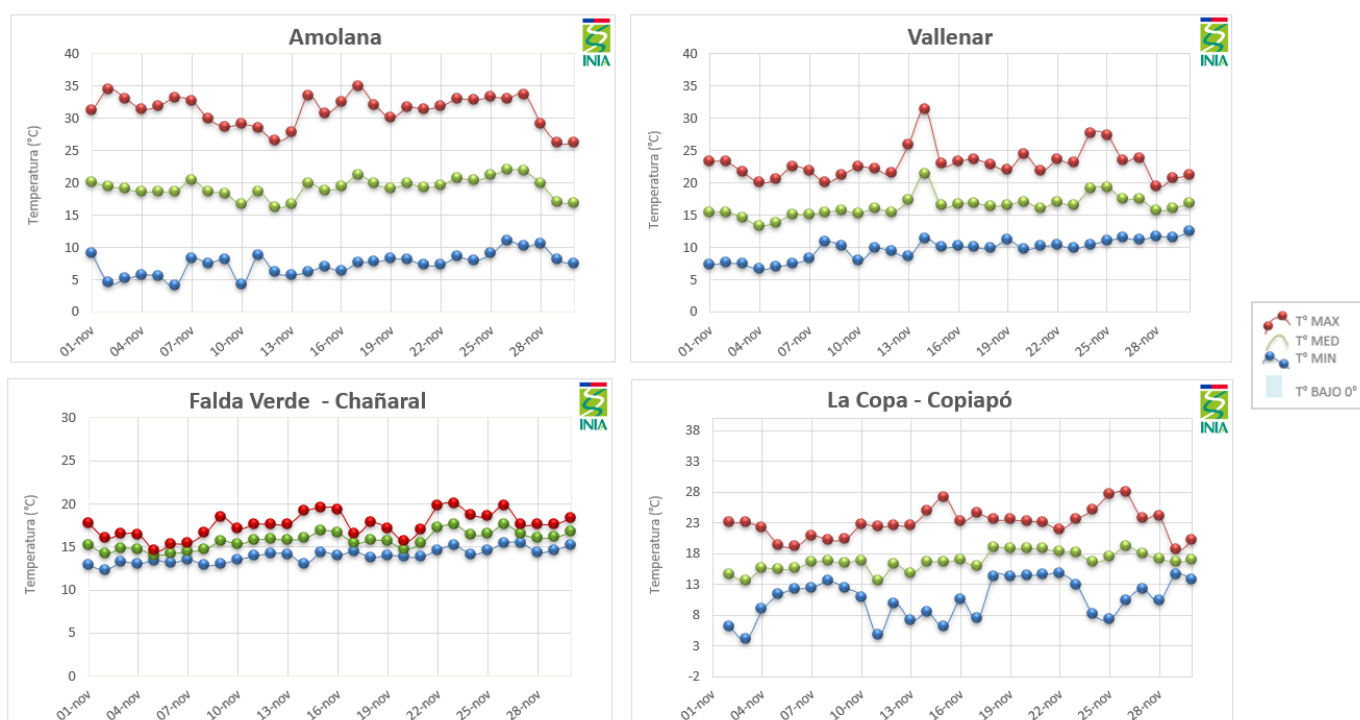 Amolana
INIA
Temperatura (°C)
40
35
30
25
20
15
10
5
0
01-nov
04-nov
07-nov
10-nov
13-nov
16-nov
19-nov
22-nov
25-nov
28-nov
Vallenar
INIA
Temperatura (°C)
40
35
30
25
20
15
10
5
0
01-nov
04-nov
07-nov
10-nov
13-nov
16-nov
19-nov
22-nov
25-nov
28-nov
T° MAX
T° MED
T° MIN
T° BAJO 0°
Falda Verde - Chañaral
INIA
Temperatura (°C)
30
25
20
15
10
5
0
01-nov
04-nov
07-nov
10-nov
13-nov
16-nov
19-nov
22-nov
25-nov
28-nov
La Copa - Copiapó
INIA
Temperatura (°C)
38
33
28
23
18
13
8
3
-2
01-nov
04-nov
07-nov
10-nov
13-nov
16-nov
19-nov
22-nov
25-nov
28-nov